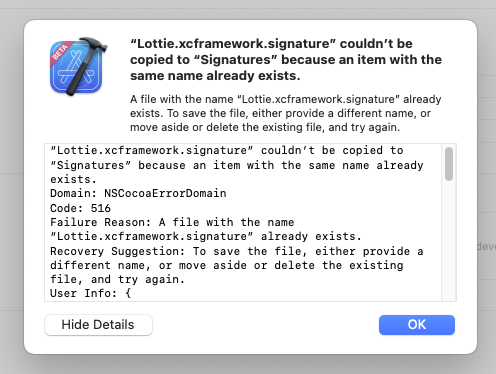 BETA
“Lottie.xcframework.signature” couldn’t be
copied to “Signatures” because an item with the
same name already exists.
A file with the name “Lottie.xcframework.signature” already
exists. To save the file, either provide a different name, or
move aside or delete the existing file, and try again.
“Lottie.xcframework.signature” couldn’t be copied to
“Signatures” because an item with the same name already
exists.
Domain: NSCocoaErrorDomain
Code: 516
Failure Reason: A file with the name
“Lottie.xcframework.signature” already exists.
Recovery Suggestion: To save the file, either provide a
different name, or move aside or delete the existing
file, and try again.
User Info: {
deve
Hide Details
OK